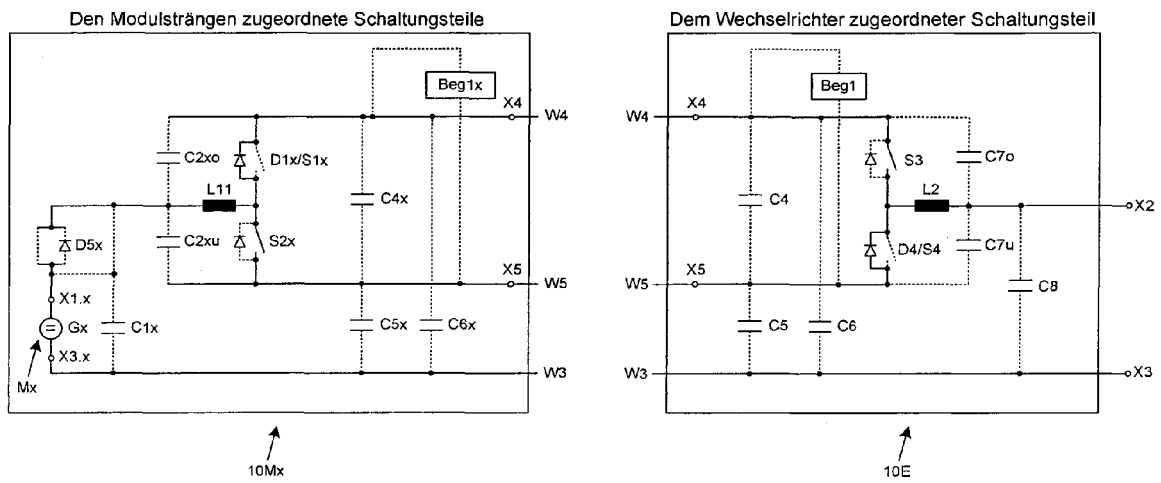 Den Modulsträngen zugeordnete Schaltungsteile
Dem Wechselrichter zugeordneter Schaltungsteil
Beg1x
X4
W4
C2xo
D1x/S1x
L11
C4x
D5x
C2xu
S2x
X5
W5
X1.x
Gx
C1x
C5x
C6x
X3.x
Mx
W3
10Mx
Beg1
W4
X4
S3
C7o
L2
C4
X2
D4/S4
C7u
X5
W5
C8
C5
C6
W3
X3
10E